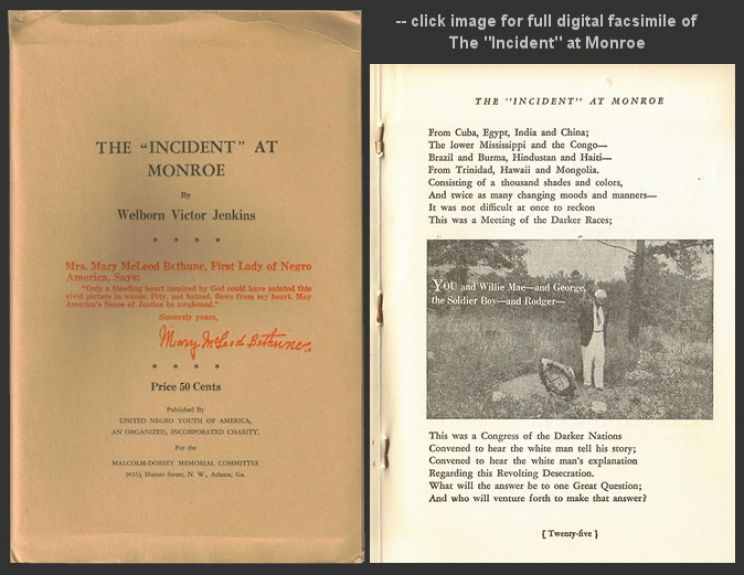 -- click image for full digital facsimile of
The "Incident" at Monroe
THE “INCIDENT” AT
MONROE
By
Welborn Victor Jenkins
* * * *
Mrs. Mary McLeod Bethune, First Lady of Negro
America, Says:
"Only a bleeding heart inspired by God could have painted this
vivid picture in words. Pity, not hatred, flows from my heart. May
America's Sense of Justice be awakened."
Sincerely yours,
Mary McLeod Bethune.
* * * *
Price 50 Cents
Published By
UNITED NEGRO YOUTH OF AMERICA,
AN ORGANIZED, INCORPORATED CHARITY,
For the
MALCOLM-DORSEY MEMORIAL COMMITTEE
901½ Hunter Street, N. W., Atlanta, Ga.
THE "INCIDENT" AT MONROE
From Cuba, Egypt, India and China;
The lower Mississippi and the Congo—
Brazil and Burma, Hindustan and Haiti—
From Trinidad, Hawaii and Mongolia.
Consisting of a thousand shades and colors,
And twice as many changing moods and manners—
It was not difficult at once to reckon
This was a Meeting of the Darker Races;
YOU and Willie Mae—and George,
the Soldier Boy—and Rodger—
This was a Congress of the Darker Nations
Convened to hear the white man tell his story;
Convened to hear the white man's explanation
Regarding this Revolting Desecration.
What will the answer be to one Great Question;
And who will venture forth to make that answer?
{ Twenty-five }